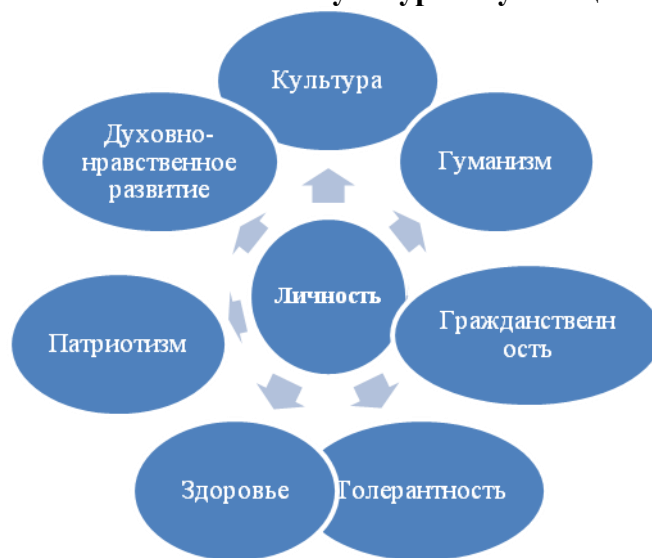 Культура
Духовно-
нравственное
развитие
Гуманизм
Личность
Гражданственн
ость
Патриотизм
Здоровье
Толерантность